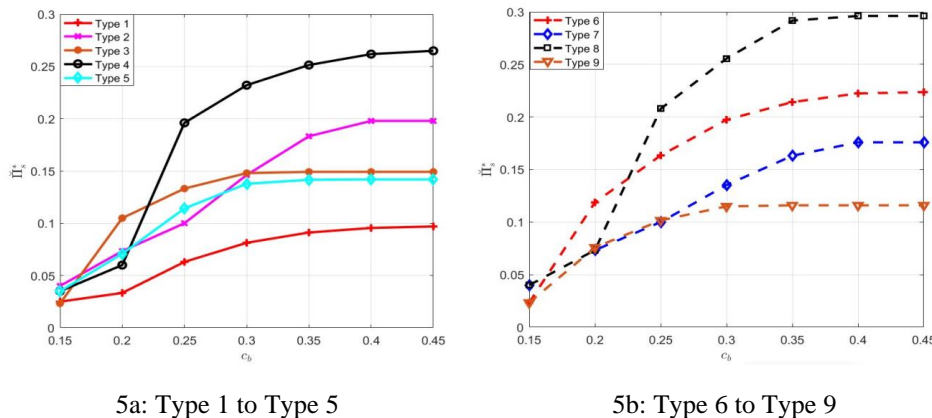 0.3
0.25
0.2
0.15
0.1
0.05
0
Π̆*s
Type 1
Type 2
Type 3
Type 4
Type 5
0.15 0.2 0.25 0.3 0.35 0.4 0.45
c_b
5a: Type 1 to Type 5
0.3
0.25
0.2
0.15
0.1
0.05
0
Π̆*s
Type 6
Type 7
Type 8
Type 9
0.15 0.2 0.25 0.3 0.35 0.4 0.45
c_b
5b: Type 6 to Type 9